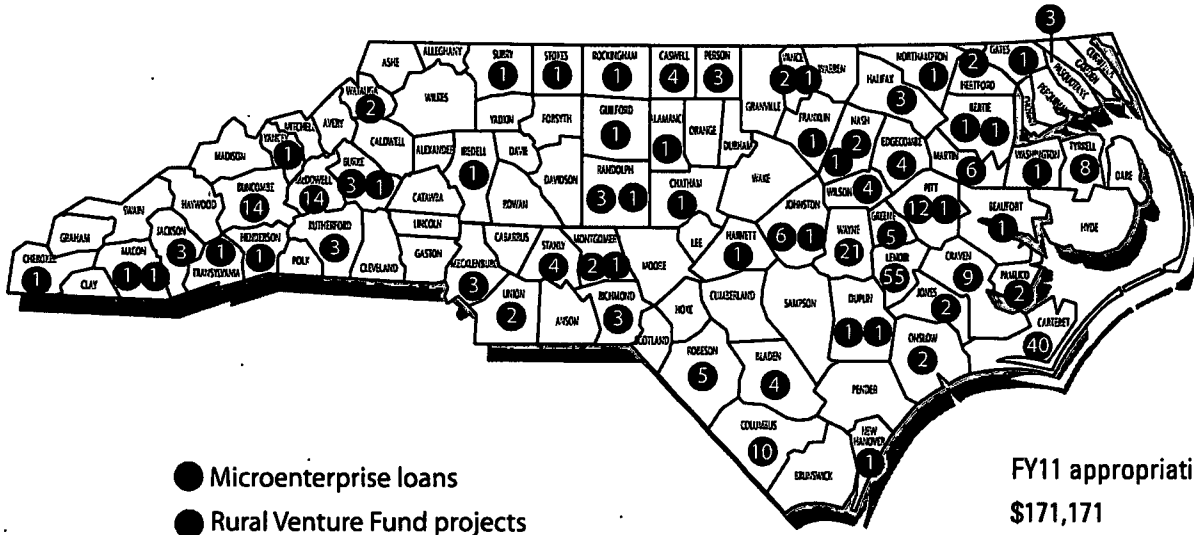 3
ASHE
ALLEGHANY
SURRY
1
STOKES
1
ROCKINGHAM
1
CASWELL
4
PERSON
3
VANCE
2 1
WARREN
NORTHAMPTON
1
2
GATES
1
HERTFORD
CURRITUCK
CAMDEN
PASQUOTANK
WATAUGA
2
WILKES
YADKIN
FORSYTH
GUILFORD
1
ALAMANCE
1
ORANGE
DURHAM
GRANVILLE
FRANKLIN
1
HALIFAX
3
NASH
2
1
BERTIE
1 1
MITCHELL
YANCEY
1
AVERY
CALDWELL
ALEXANDER
IREDELL
1
DAVIE
DAVIDSON
RANDOLPH
3 1
CHATHAM
1
WAKE
EDGECOMBE
4
MARTIN
6
WASHINGTON
1
TYRRELL
8
DARE
MADISON
BUNCOMBE
14
MCDOWELL
14
BURKE
3 1
CATAWBA
ROWAN
WILSON
4
JOHNSTON
6 1
PITT
12 1
BEAUFORT
1
HYDE
SWAIN
HAYWOOD
GRAHAM
JACKSON
3
1
TRANSYLVANIA
HENDERSON
1
RUTHERFORD
3
POLK
CLEVELAND
LINCOLN
GASTON
CABARRUS
STANLY
4
MONTGOMERY
2 1
MOORE
LEE
HARNETT
1
WAYNE
21
GREENE
5
LENOIR
55
CRAVEN
9
PAMLICO
2
CHEROKEE
1
CLAY
MACON
1 1
MECKLENBURG
3
UNION
2
ANSON
RICHMOND
3
SCOTLAND
HOKE
CUMBERLAND
SAMPSON
DUPLIN
1 1
JONES
2
ONSLOW
2
CARTERET
40
ROBESON
5
BLADEN
4
PENDER
COLUMBUS
10
BRUNSWICK
NEW
HANOVER
1
Microenterprise loans
Rural Venture Fund projects
FY11 appropriati
$171,171